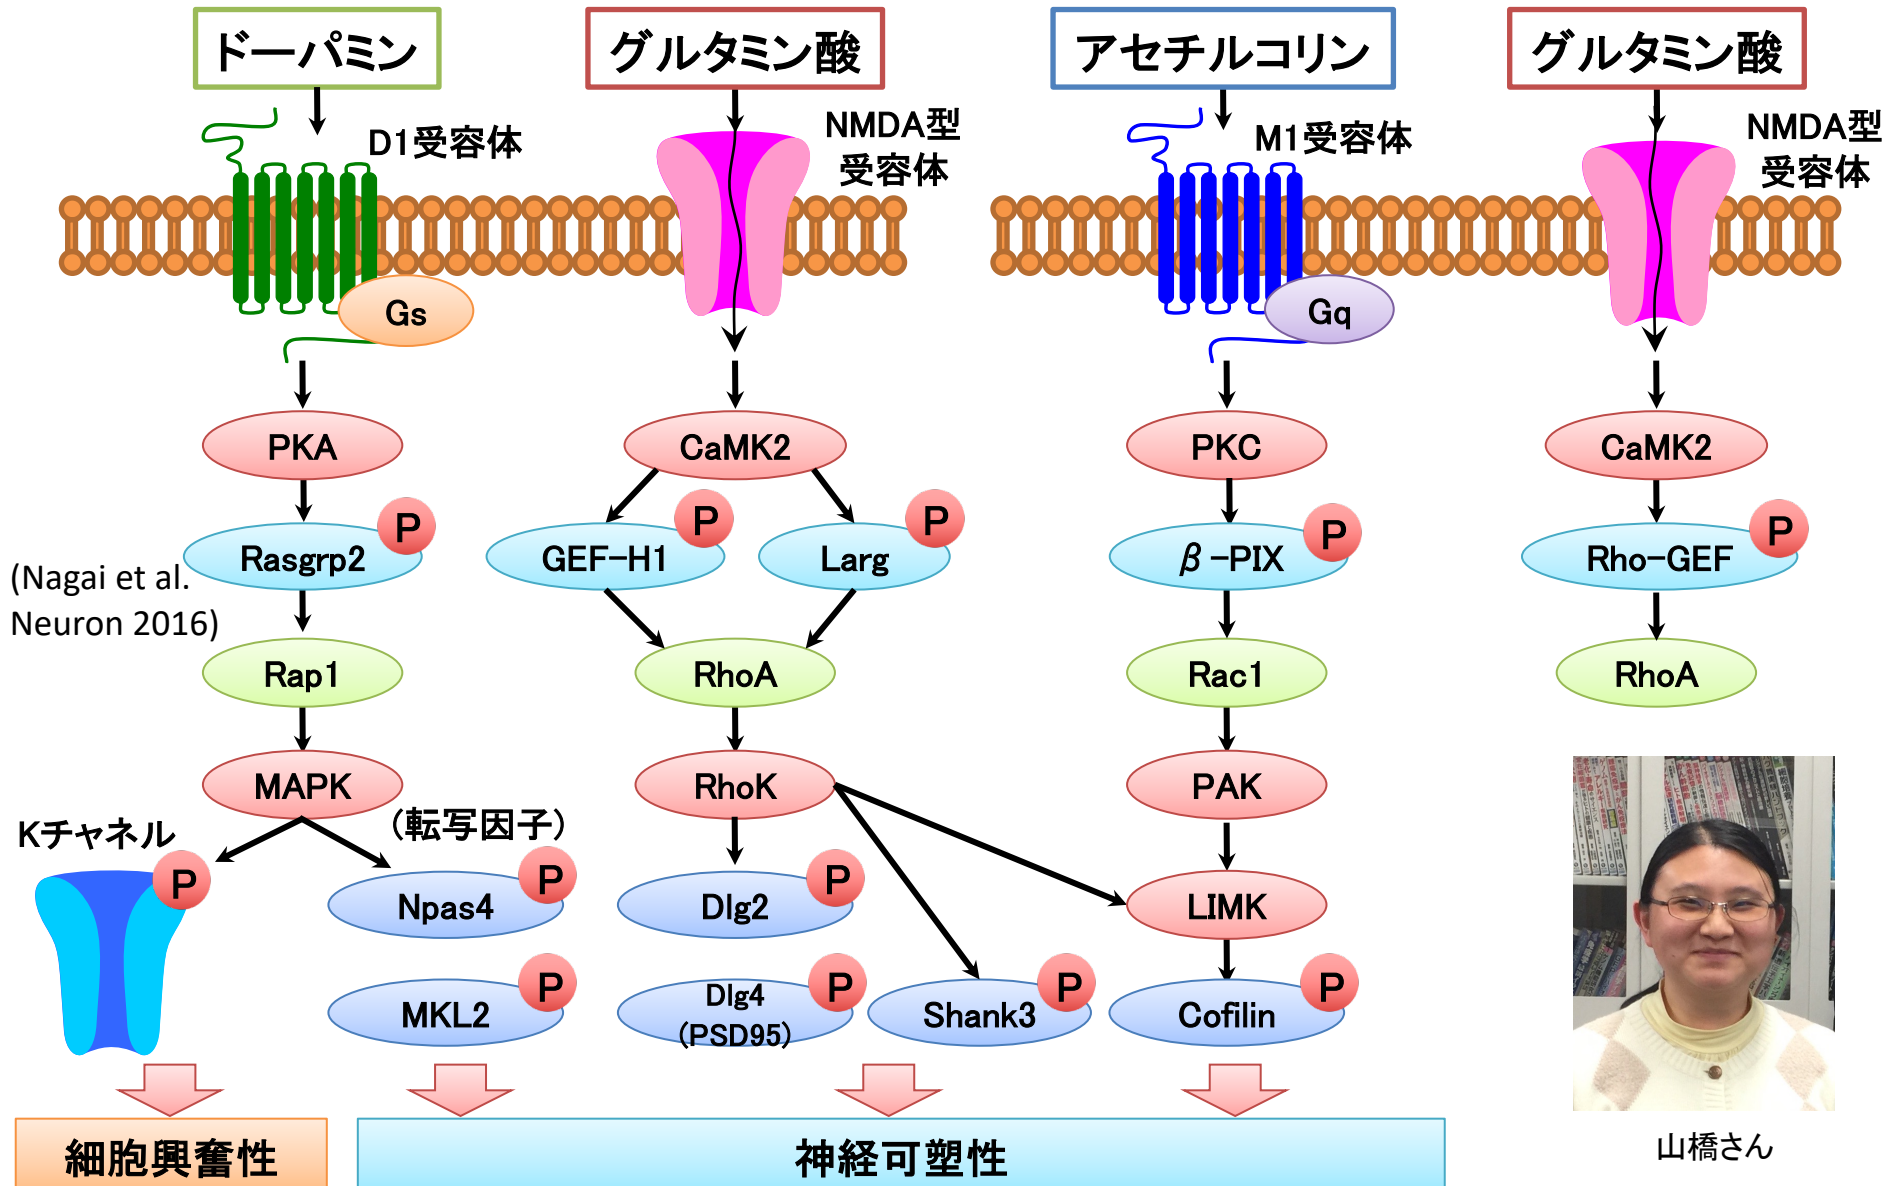 ドーパミン
グルタミン酸
アセチルコリン
グルタミン酸
D1受容体
NMDA型
受容体
M1受容体
NMDA型
受容体
Gs
Gq
PKA
CaMK2
PKC
CaMK2
Rasgrp2
P
GEF-H1
P
Larg
P
β-PIX
P
Rho-GEF
P
(Nagai et al.
Neuron 2016)
Rap1
RhoA
Rac1
RhoA
MAPK
RhoK
PAK
Kチャネル
P
(転写因子)
Npas4
P
Dlg2
P
LIMK
MKL2
P
Dlg4
(PSD95)
P
Shank3
P
Cofilin
P
細胞興奮性
神経可塑性
山橋さん